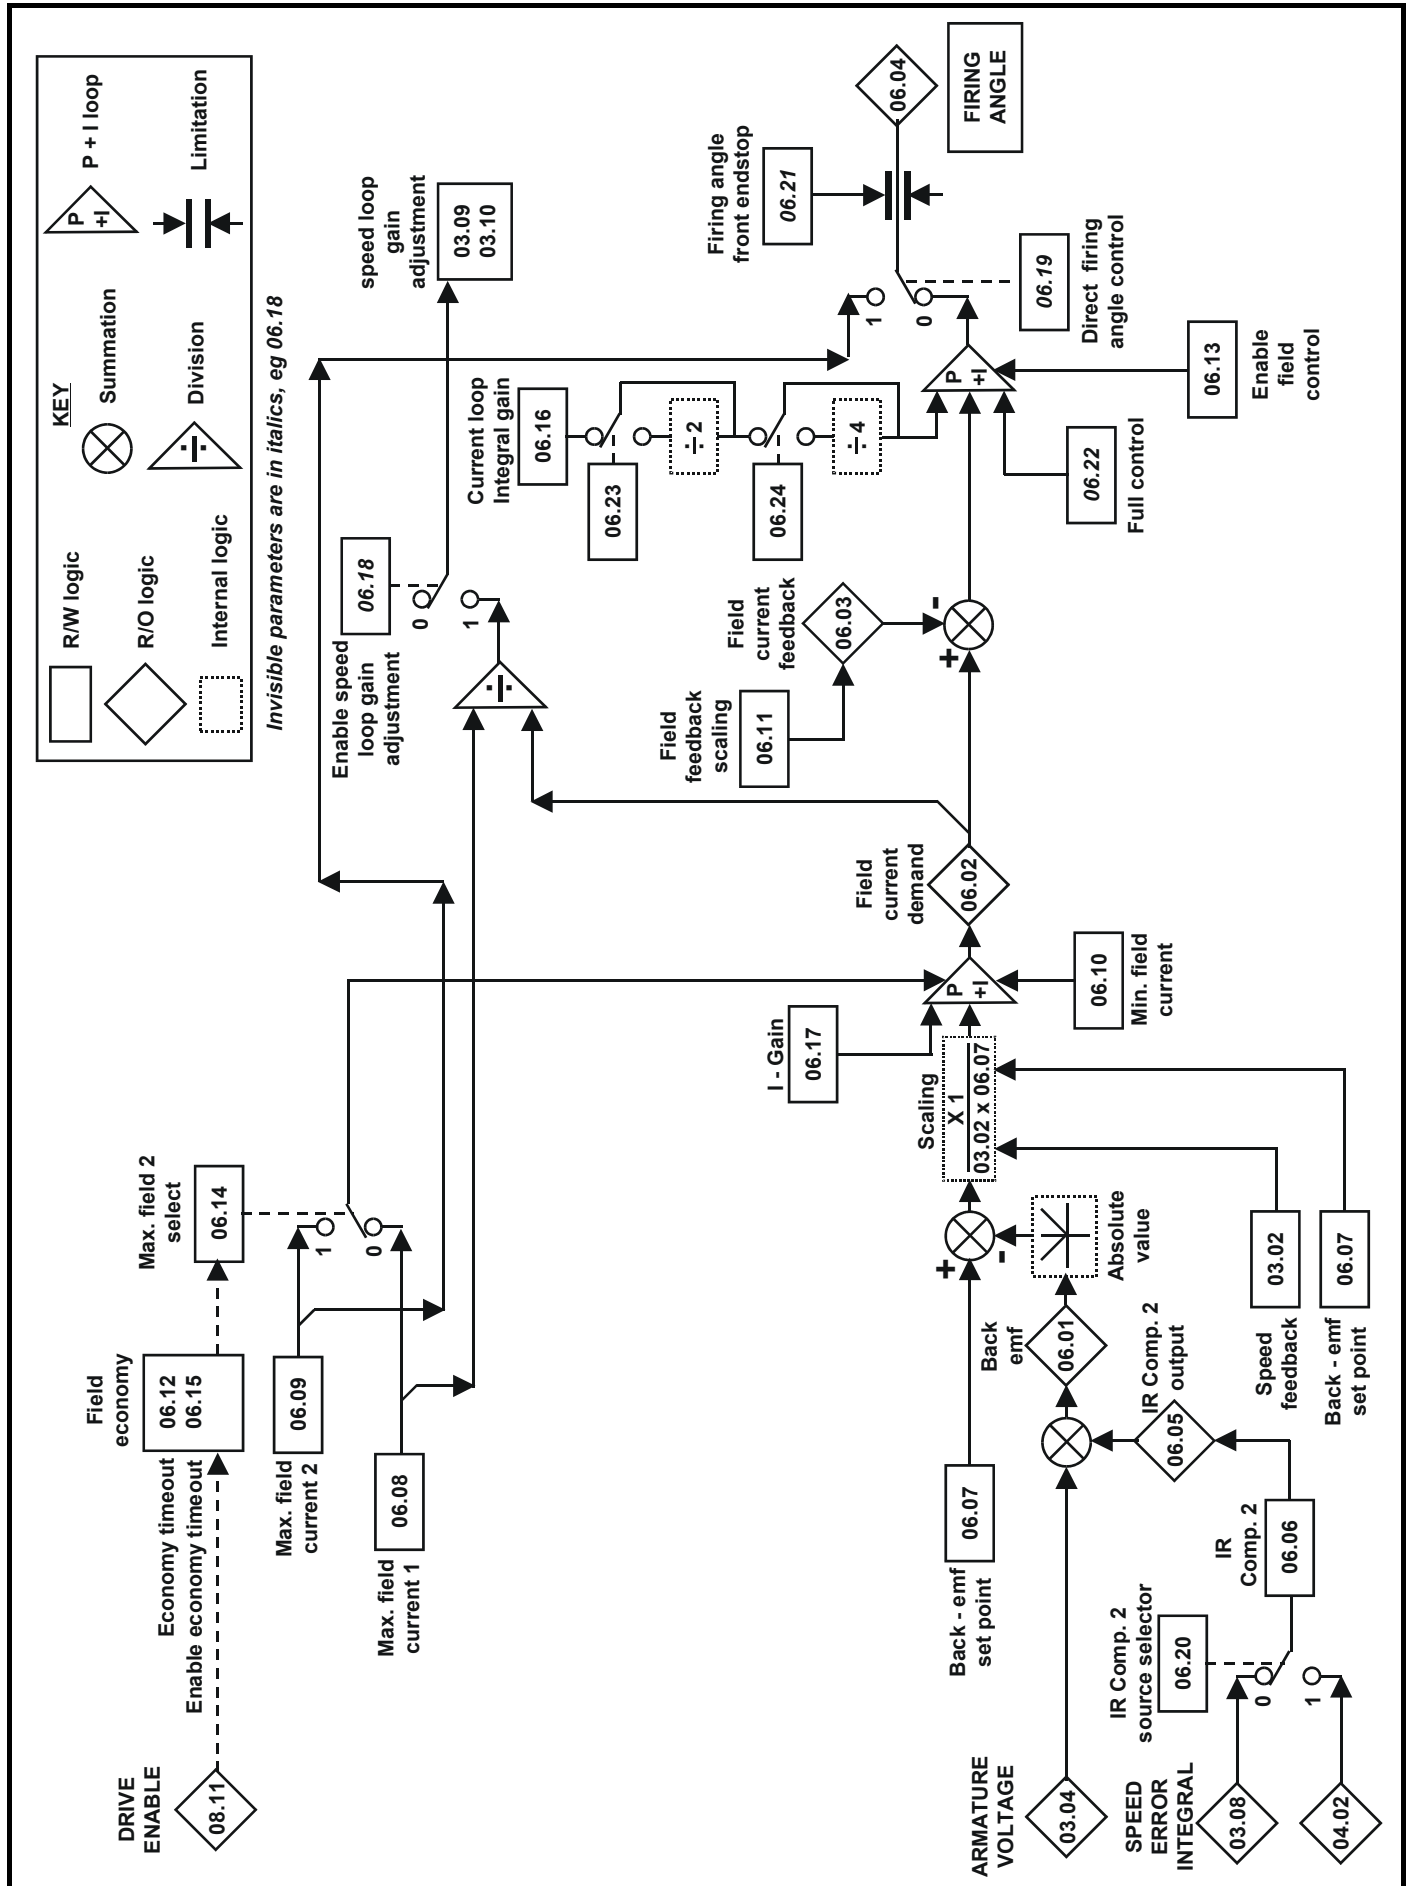 DRIVE
ENABLE
08.11
Economy timeout
Enable economy timeout
Field
economy
06.12
06.15
Max. field 2
select
06.14
Max. field
current 2
06.09
1
0
Max. field
current 1
06.08
KEY
R/W logic
R/O logic
Internal logic
Summation
÷
Division
P
+I
P + I loop
Limitation
Invisible parameters are in italics, eg 06.18
Enable speed
loop gain
adjustment
06.18
0
1
÷
speed loop
gain
adjustment
03.09
03.10
Current loop
Integral gain
06.16
06.23
÷ 2
06.24
÷ 4
Field
feedback
scaling
06.11
Field
current
feedback
06.03
+
-
Firing angle
front endstop
06.21
06.04
FIRING
ANGLE
1
0
06.19
Direct firing
angle control
P
+I
06.22
Full control
06.13
Enable
field
control
I - Gain
06.17
Field
current
demand
06.02
P
+I
06.10
Min. field
current
Scaling
X 1
03.02 x 06.07
Back - emf
set point
06.07
+
-
Absolute
value
Back
emf
06.01
ARMATURE
VOLTAGE
03.04
IR Comp. 2
output
06.05
IR
Comp. 2
06.06
IR Comp. 2
source selector
06.20
0
1
SPEED
ERROR
INTEGRAL
03.08
04.02
Speed
feedback
03.02
Back - emf
set point
06.07